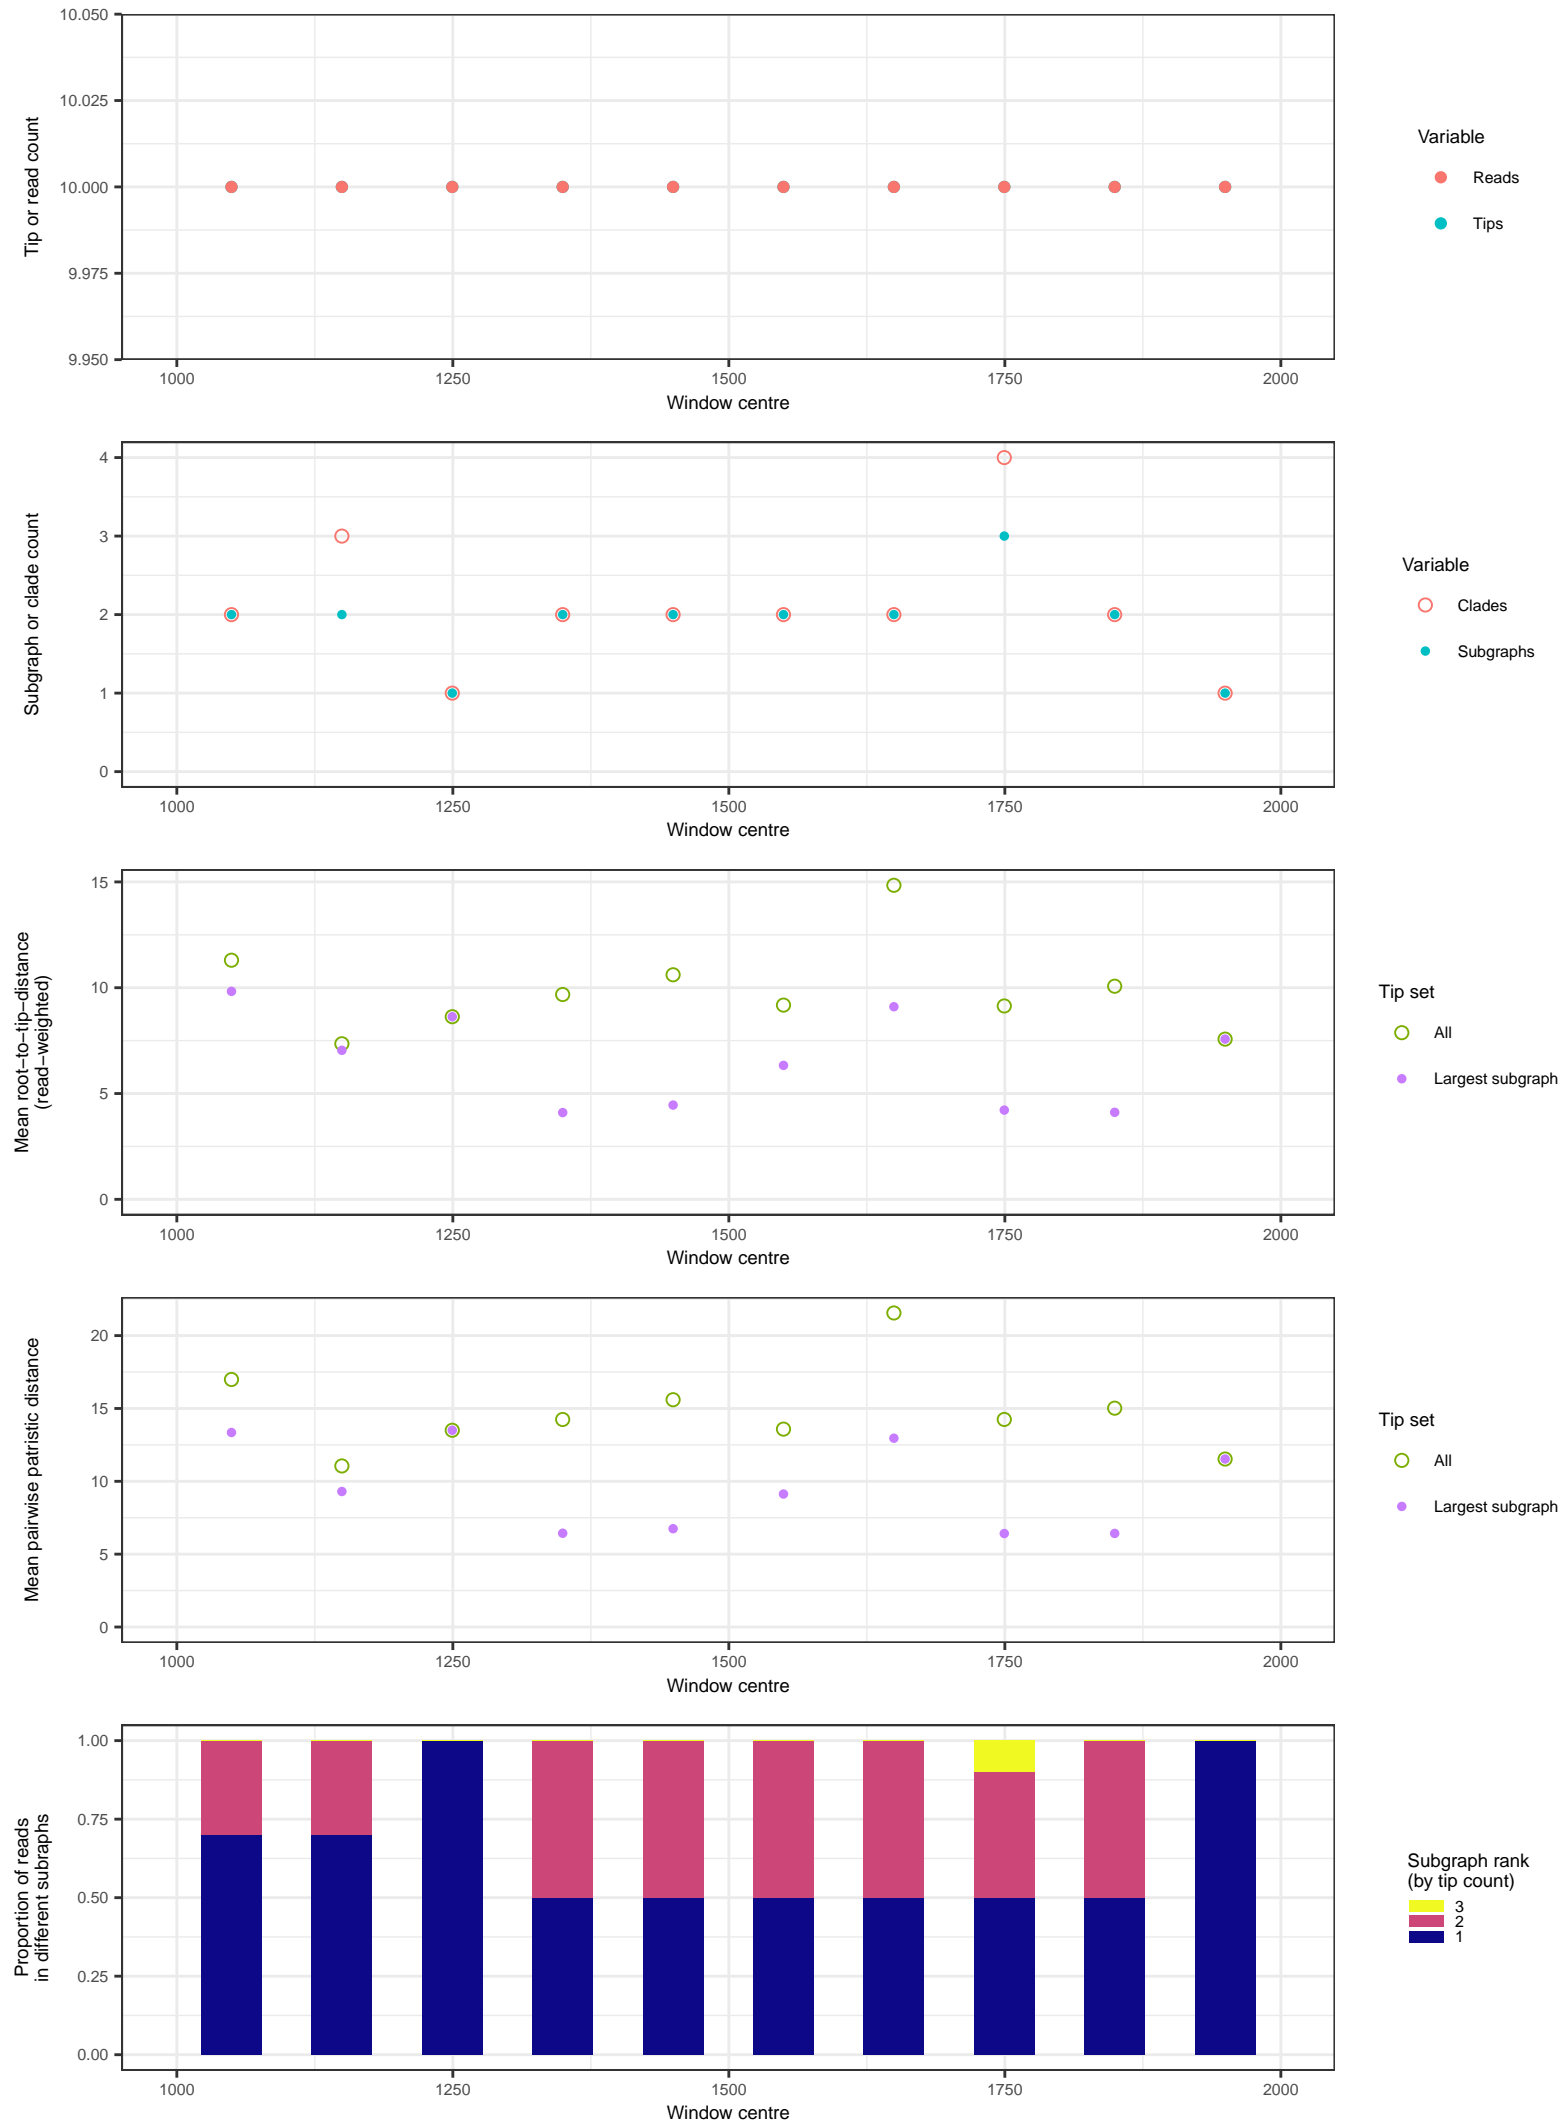 10.050
10.025
10.000
9.975
9.950
Tip or read count
1000 1250 1500 1750 2000
Window centre
Variable
Reads
Tips
4
3
2
1
0
Subgraph or clade count
1000 1250 1500 1750 2000
Window centre
Variable
Clades
Subgraphs
15
10
5
0
Mean root−to−tip−distance
(read−weighted)
1000 1250 1500 1750 2000
Window centre
Tip set
All
Largest subgraph
20
15
10
5
0
Mean pairwise patristic distance
1000 1250 1500 1750 2000
Window centre
Tip set
All
Largest subgraph
1.00
0.75
0.50
0.25
0.00
Proportion of reads
in different subraphs
1000 1250 1500 1750 2000
Window centre
Subgraph rank
(by tip count)
3
2
1